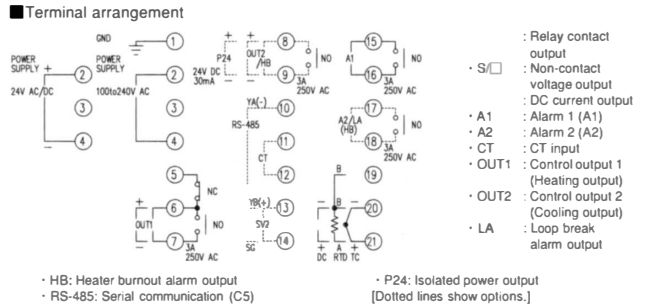 ■Terminal arrangement
GND 1
POWER SUPPLY + 2
24V AC/DC 3
− 4
POWER SUPPLY 2
100to240V AC 3
4
5 NC
+ 6
OUT1 NO
− 7 3A
250V AC
P24 + OUT2 /HB + 8 NO
24V DC 30mA − − 9 3A
250V AC
YA(-) 10
RS-485
11
CT
12
YB(+) 13
SV2
SG 14
15
A1 NO
16 3A
250V AC
17
A2/LA (HB) NO
18 3A
250V AC
B 19
− B − 20
+ A + 21
DC RTD TC
: Relay contact
output
・S/□ : Non-contact
voltage output
: DC current output
・A1 : Alarm 1 (A1)
・A2 : Alarm 2 (A2)
・CT : CT input
・OUT1 : Control output 1
(Heating output)
・OUT2 : Control output 2
(Cooling output)
・LA : Loop break
alarm output
・HB: Heater burnout alarm output
・RS-485: Serial communication (C5)
・P24: Isolated power output
[Dotted lines show options.]